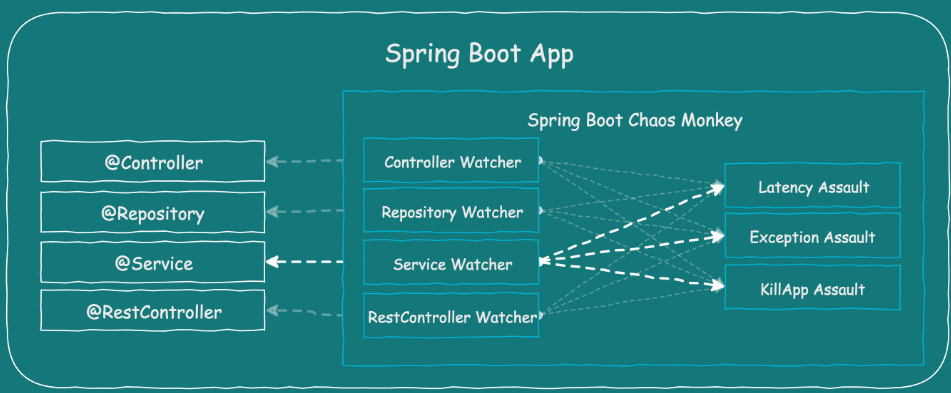 Spring Boot App
Spring Boot Chaos Monkey
@Controller
@Repository
@Service
@RestController
Controller Watcher
Repository Watcher
Service Watcher
RestController Watcher
Latency Assault
Exception Assault
KillApp Assault